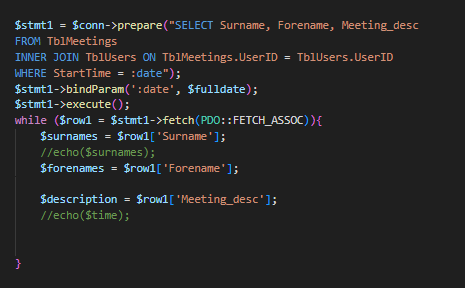 $stmt1 = $conn->prepare("SELECT Surname, Forename, Meeting_desc
FROM TblMeetings
INNER JOIN TblUsers ON TblMeetings.UserID = TblUsers.UserID
WHERE StartTime = :date");
$stmt1->bindParam(':date', $fulldate);
$stmt1->execute();
while ($row1 = $stmt1->fetch(PDO::FETCH_ASSOC)){
    $surnames = $row1['Surname'];
    //echo($surnames);
    $forenames = $row1['Forename'];
    $description = $row1['Meeting_desc'];
    //echo($time);
}